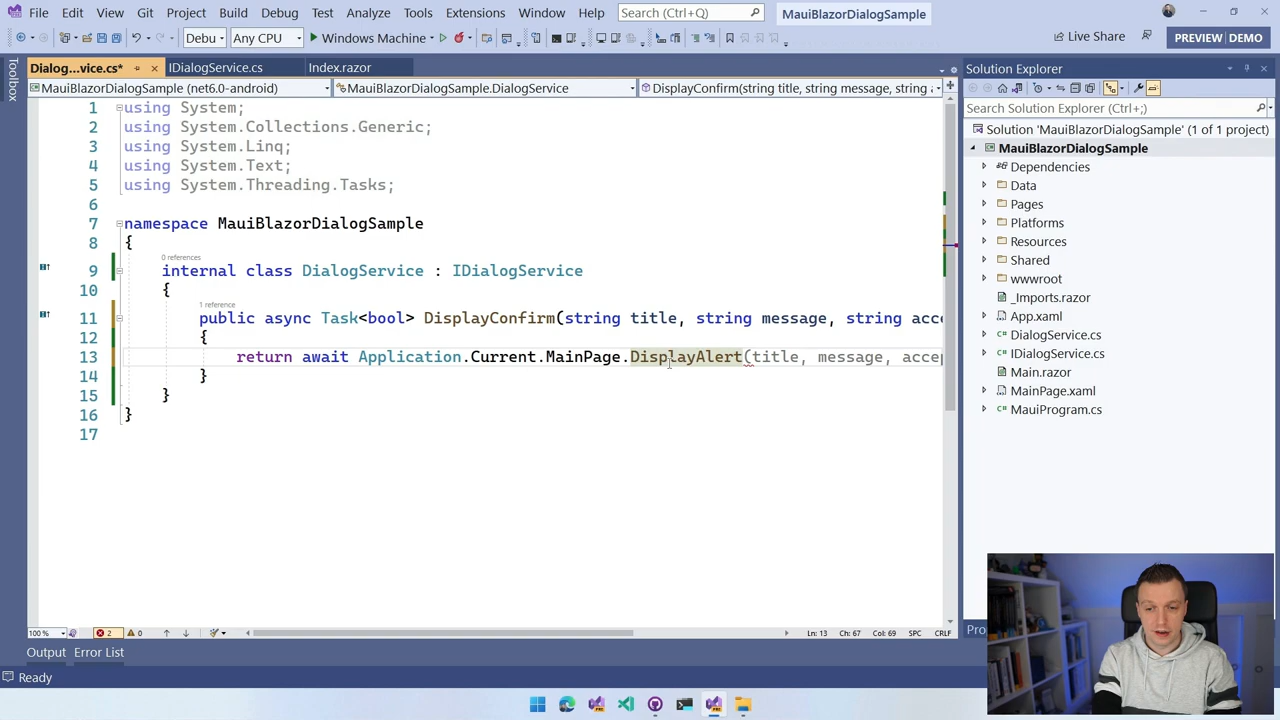 File Edit View Git Project Build Debug Test Analyze Tools Extensions Window Help Search (Ctrl+Q) MauiBlazorDialogSample
Debu Any CPU Windows Machine Live Share PREVIEW DEMO
Toolbox
Dialog...vice.cs* IDialogService.cs Index.razor
MauiBlazorDialogSample (net6.0-android) MauiBlazorDialogSample.DialogService DisplayConfirm(string title, string message, string
1 using System;
2 using System.Collections.Generic;
3 using System.Linq;
4 using System.Text;
5 using System.Threading.Tasks;
6
7 namespace MauiBlazorDialogSample
8 {
0 references
9 internal class DialogService : IDialogService
10 {
1 reference
11 public async Task<bool> DisplayConfirm(string title, string message, string acce
12 {
13 return await Application.Current.MainPage.DisplayAlert(title, message, accep
14 }
15 }
16 }
17
100 % 2 0 Ln: 13 Ch: 67 Col: 69 SPC CRLF
Output Error List
Ready
Solution Explorer
Search Solution Explorer (Ctrl+;)
Solution 'MauiBlazorDialogSample' (1 of 1 project)
MauiBlazorDialogSample
Dependencies
Data
Pages
Platforms
Resources
Shared
wwwroot
_Imports.razor
App.xaml
DialogService.cs
IDialogService.cs
Main.razor
MainPage.xaml
MauiProgram.cs
Pro